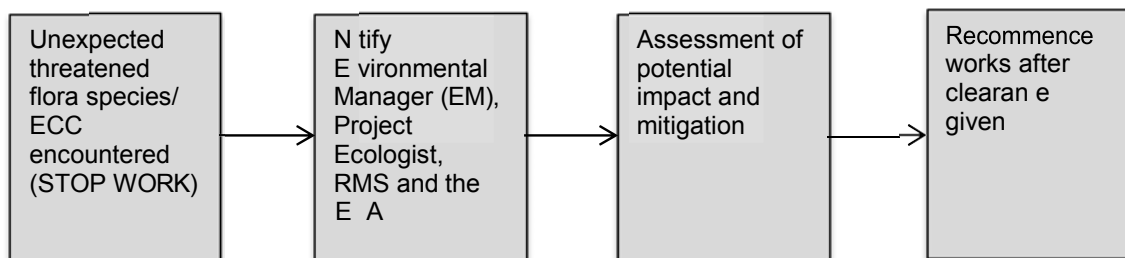 Unexpected
threatened
flora species/
ECC
encountered
(STOP WORK)
N tify
E vironmental
Manager (EM),
Project
Ecologist,
RMS and the
E A
Assessment of
potential
impact and
mitigation
Recommence
works after
clearan e
given